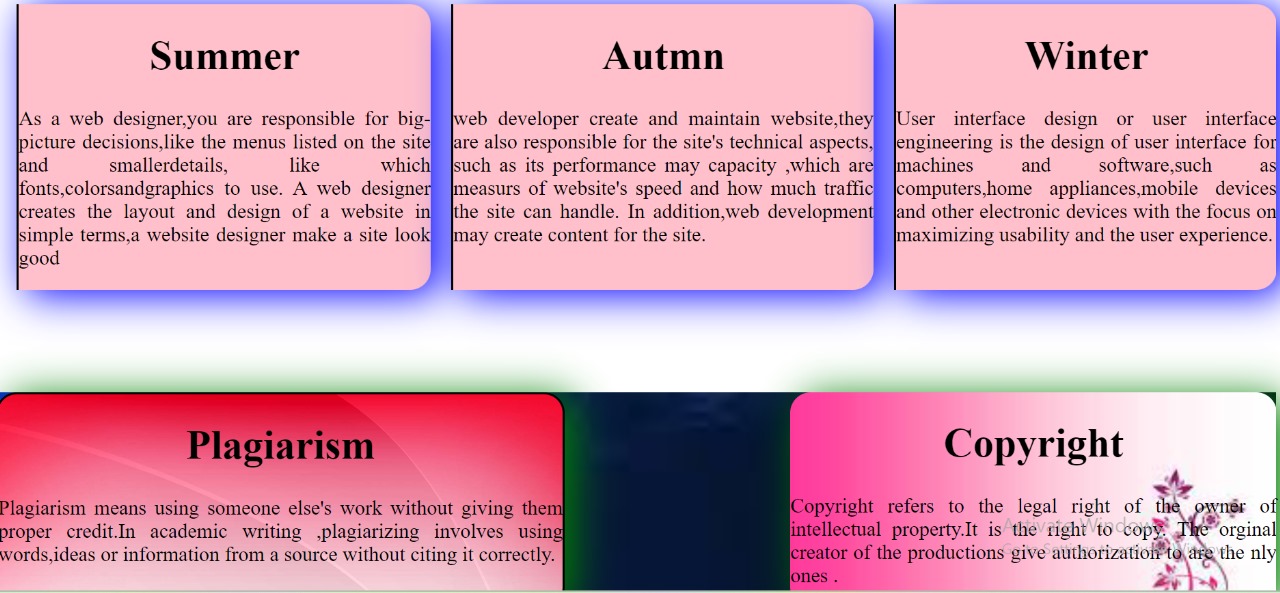 Summer
As a web designer,you are responsible for big-
picture decisions,like the menus listed on the site
and smallerdetails, like which
fonts,colorsandgraphics to use. A web designer
creates the layout and design of a website in
simple terms,a website designer make a site look
good
Autmn
web developer create and maintain website,they
are also responsible for the site's technical aspects,
such as its performance may capacity ,which are
measurs of website's speed and how much traffic
the site can handle. In addition,web development
may create content for the site.
Winter
User interface design or user interface
engineering is the design of user interface for
machines and software,such as
computers,home appliances,mobile devices
and other electronic devices with the focus on
maximizing usability and the user experience.
Plagiarism
Plagiarism means using someone else's work without giving them
proper credit.In academic writing ,plagiarizing involves using
words,ideas or information from a source without citing it correctly.
Copyright
Copyright refers to the legal right of the owner of
intellectual property.It is the right to copy. The orginal
creator of the productions give authorization to are the nly
ones .
Activate Windows
Go to Settings to activate Windows.